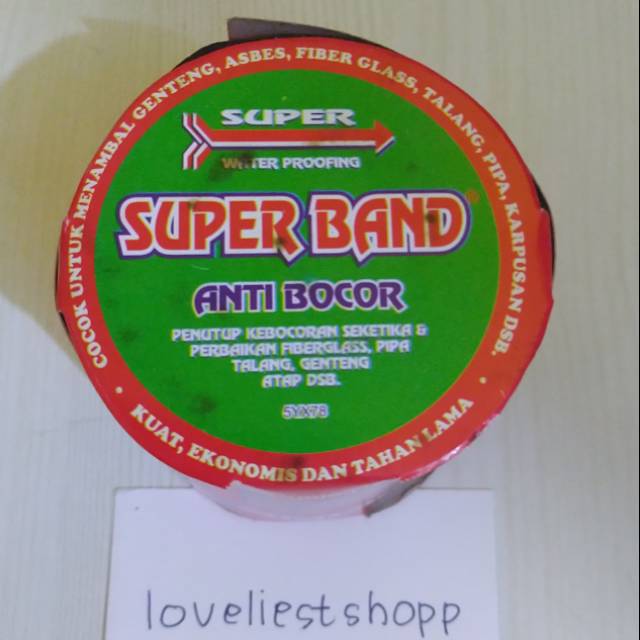 COCOK UNTUK MENAMBAL GENTENG, ASBES, FIBER GLASS, TALANG, PIPA, KARPUSAN DSB.
SUPER
WATER PROOFING
SUPER BAND
ANTI BOCOR
PENUTUP KEBOCORAN SEKETIKA &
PERBAIKAN FIBERGLASS, PIPA
TALANG, GENTENG
ATAP DSB.
5YX78
• KUAT, EKONOMIS DAN TAHAN LAMA •
loveliestshopp